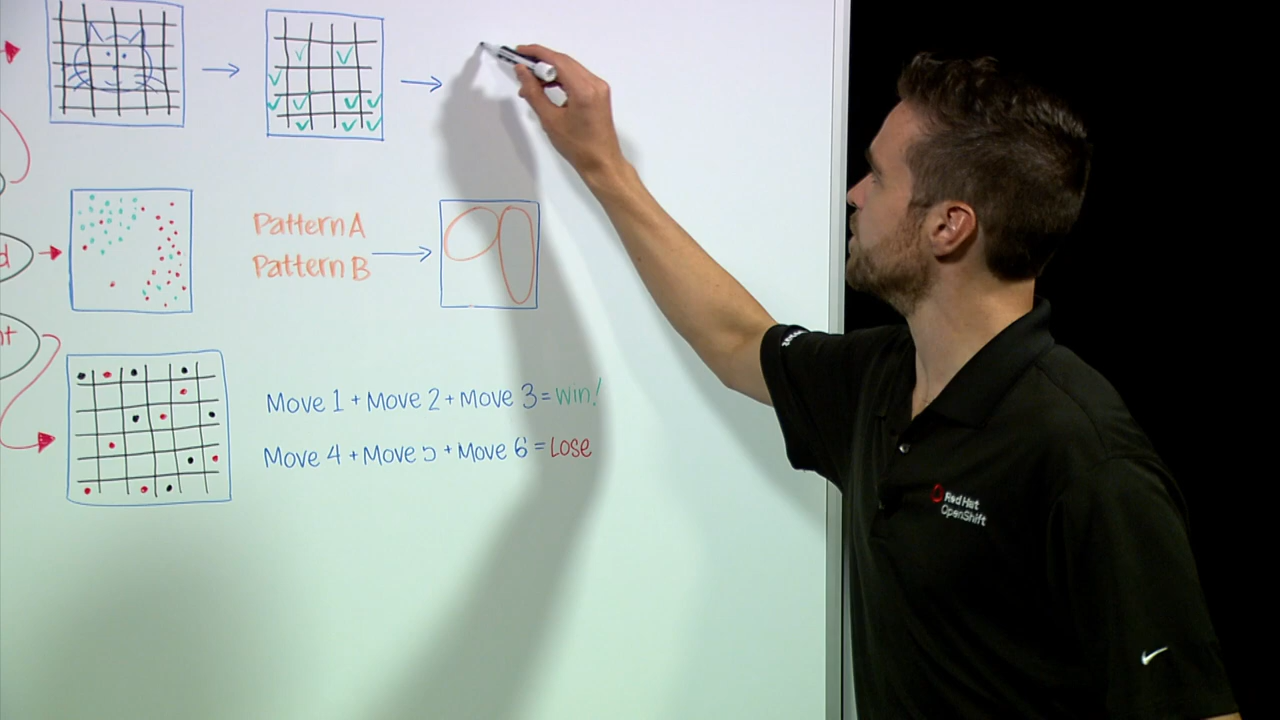 Pattern A
Pattern B
Move 1 + Move 2 + Move 3 = Win!
Move 4 + Move 5 + Move 6 = Lose
Red Hat
OpenShift